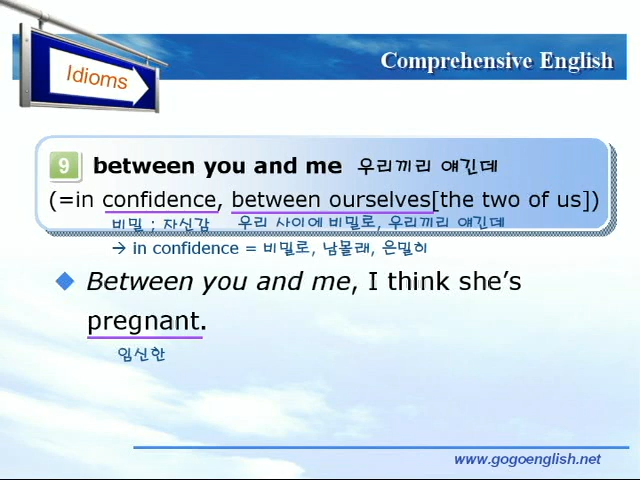 Idioms
Comprehensive English
9 between you and me 우리끼리 얘긴데
(=in confidence, between ourselves[the two of us])
비밀 ; 자신감 우리 사이에 비밀로, 우리끼리 얘긴데
→ in confidence = 비밀로, 남몰래, 은밀히
Between you and me, I think she's
pregnant.
임신한
www.gogoenglish.net